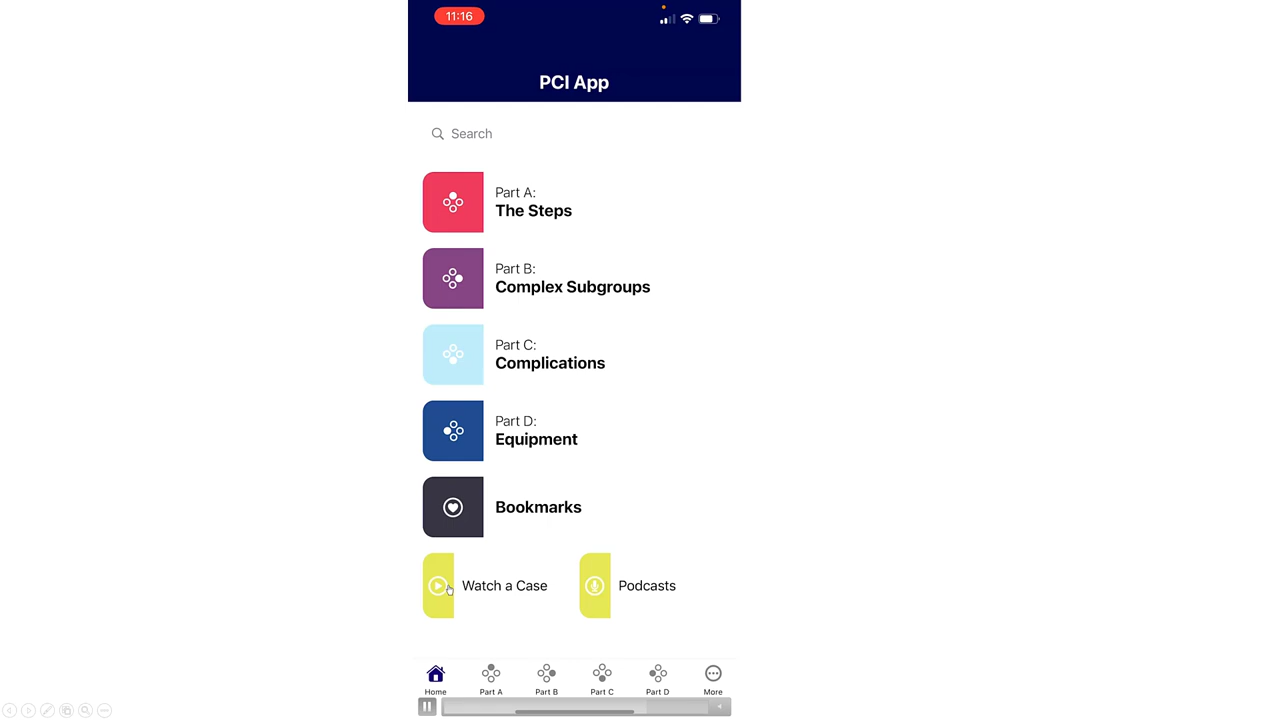 11:16
PCI App
Search
Part A:
The Steps
Part B:
Complex Subgroups
Part C:
Complications
Part D:
Equipment
Bookmarks
Watch a Case
Podcasts
Home
Part A
Part B
Part C
Part D
More